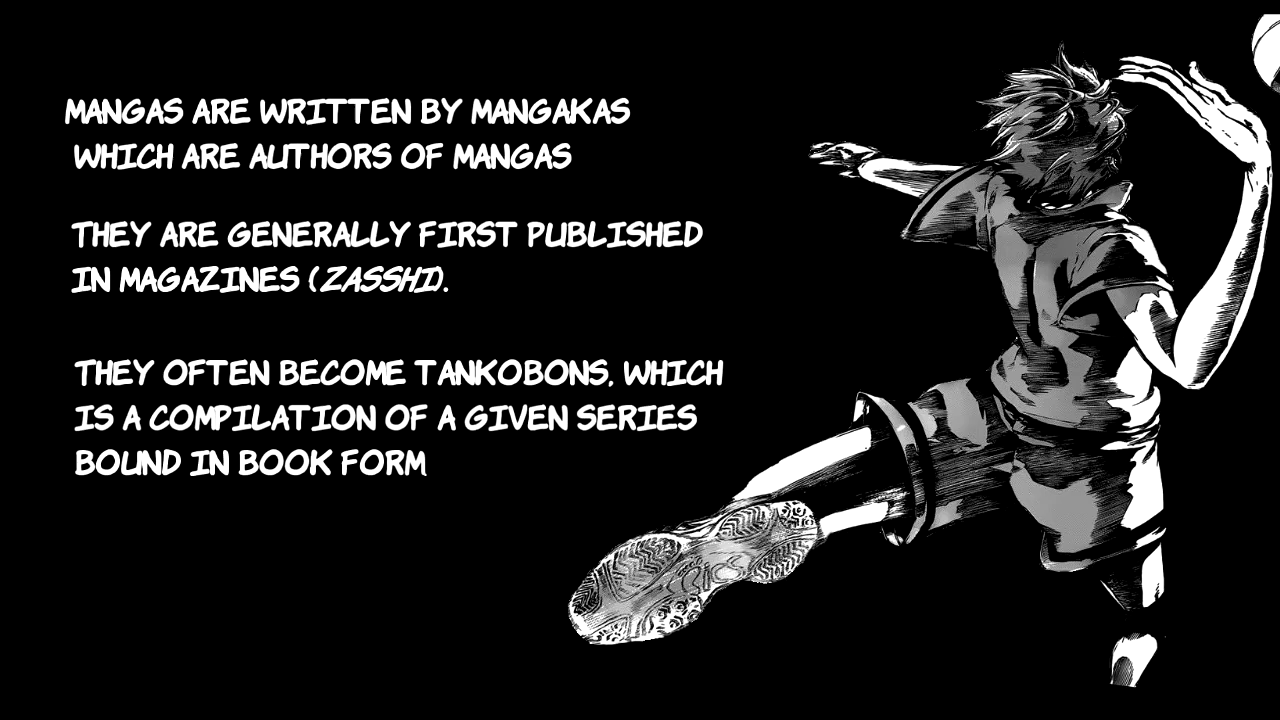 MANGAS ARE WRITTEN BY MANGAKAS
WHICH ARE AUTHORS OF MANGAS
THEY ARE GENERALLY FIRST PUBLISHED
IN MAGAZINES (ZASSHI).
THEY OFTEN BECOME TANKOBONS, WHICH
IS A COMPILATION OF A GIVEN SERIES
BOUND IN BOOK FORM